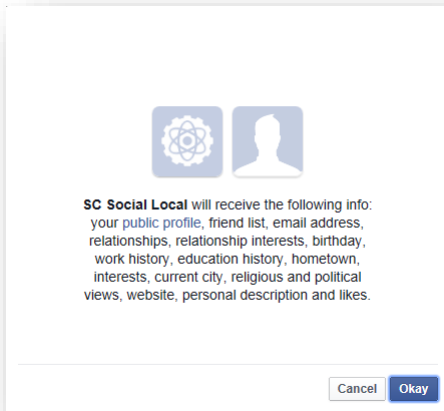 SC Social Local will receive the following info:
your public profile, friend list, email address,
relationships, relationship interests, birthday,
work history, education history, hometown,
interests, current city, religious and political
views, website, personal description and likes.
Cancel
Okay